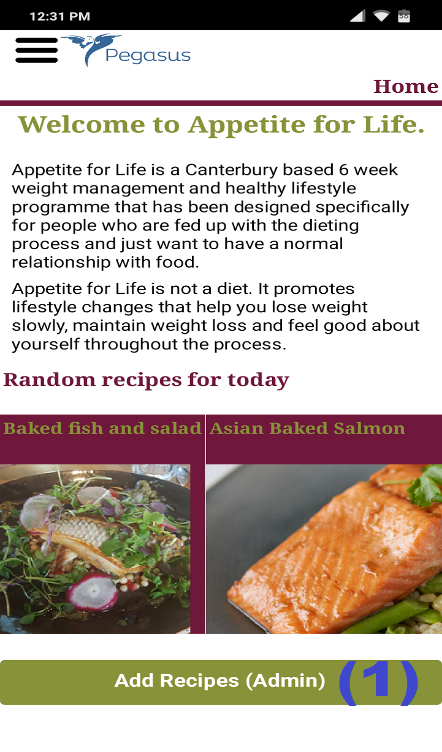 12:31 PM
Pegasus
Home
Welcome to Appetite for Life.
Appetite for Life is a Canterbury based 6 week
weight management and healthy lifestyle
programme that has been designed specifically
for people who are fed up with the dieting
process and just want to have a normal
relationship with food.
Appetite for Life is not a diet. It promotes
lifestyle changes that help you lose weight
slowly, maintain weight loss and feel good about
yourself throughout the process.
Random recipes for today
Baked fish and salad
Asian Baked Salmon
Add Recipes (Admin) (1)